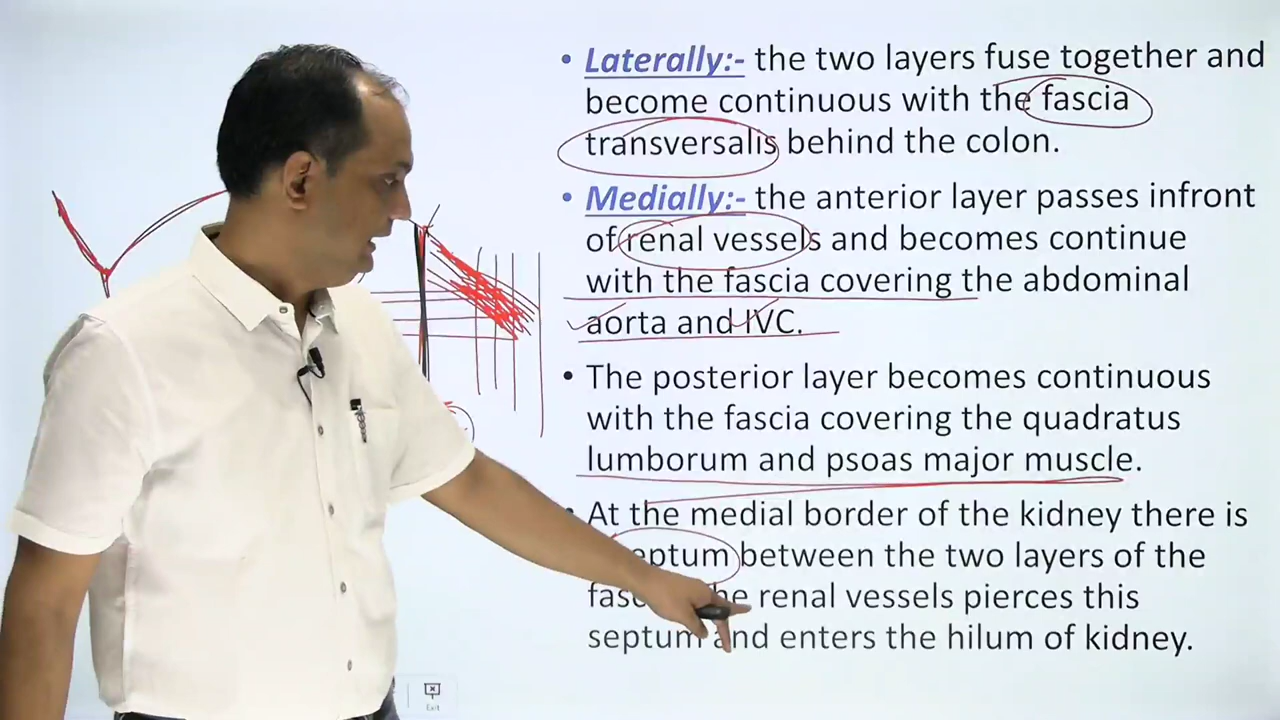 • Laterally:- the two layers fuse together and
become continuous with the fascia
transversalis behind the colon.
• Medially:- the anterior layer passes infront
of renal vessels and becomes continue
with the fascia covering the abdominal
aorta and IVC.
• The posterior layer becomes continuous
with the fascia covering the quadratus
lumborum and psoas major muscle.
• At the medial border of the kidney there is
between the two layers of the
renal vessels pierces this
septum and enters the hilum of kidney.
Exit